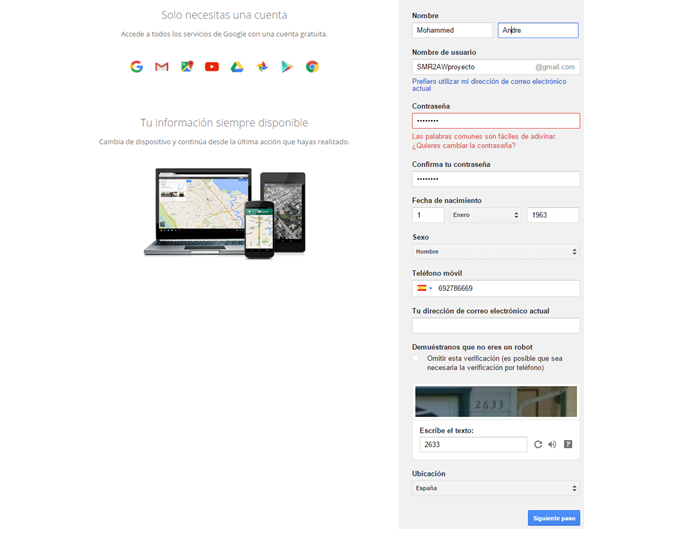 Solo necesitas una cuenta
Accede a todos los servicios de Google con una cuenta gratuita.
Tu información siempre disponible
Cambia de dispositivo y continúa desde la última acción que hayas realizado.
Nombre
Mohammed
Andre
Nombre de usuario
SMR2AWproyecto
@gmail.com
Prefiero utilizar mi dirección de correo electrónico
actual
Contraseña
••••••••
Las palabras comunes son fáciles de adivinar.
¿Quieres cambiar la contraseña?
Confirma tu contraseña
••••••••
Fecha de nacimiento
1 Enero 1963
Sexo
Hombre
Teléfono móvil
692786669
Tu dirección de correo electrónico actual
Demuéstranos que no eres un robot
Omitir esta verificación (es posible que sea
necesaria la verificación por teléfono)
2633
Escribe el texto:
2633
Ubicación
España
Siguiente paso